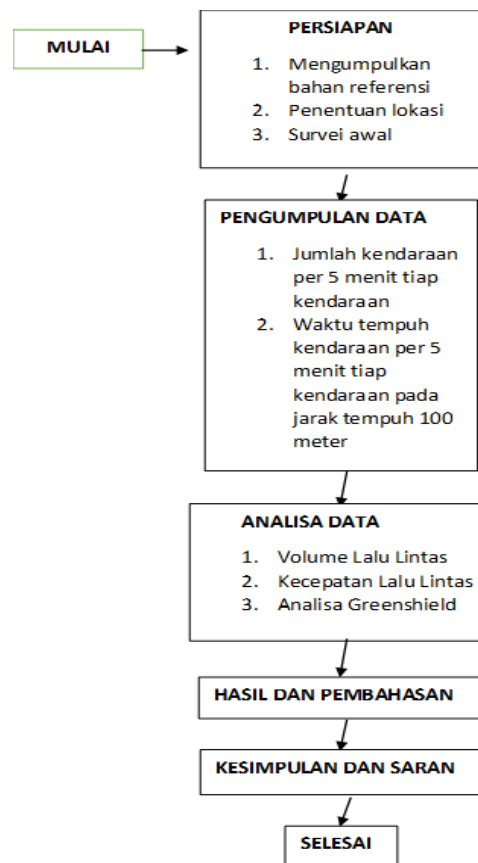 MULAI
PERSIAPAN
1. Mengumpulkan
bahan referensi
2. Penentuan lokasi
3. Survei awal
PENGUMPULAN DATA
1. Jumlah kendaraan
per 5 menit tiap
kendaraan
2. Waktu tempuh
kendaraan per 5
menit tiap
kendaraan pada
jarak tempuh 100
meter
ANALISA DATA
1. Volume Lalu Lintas
2. Kecepatan Lalu Lintas
3. Analisa Greenshield
HASIL DAN PEMBAHASAN
KESIMPULAN DAN SARAN
SELESAI